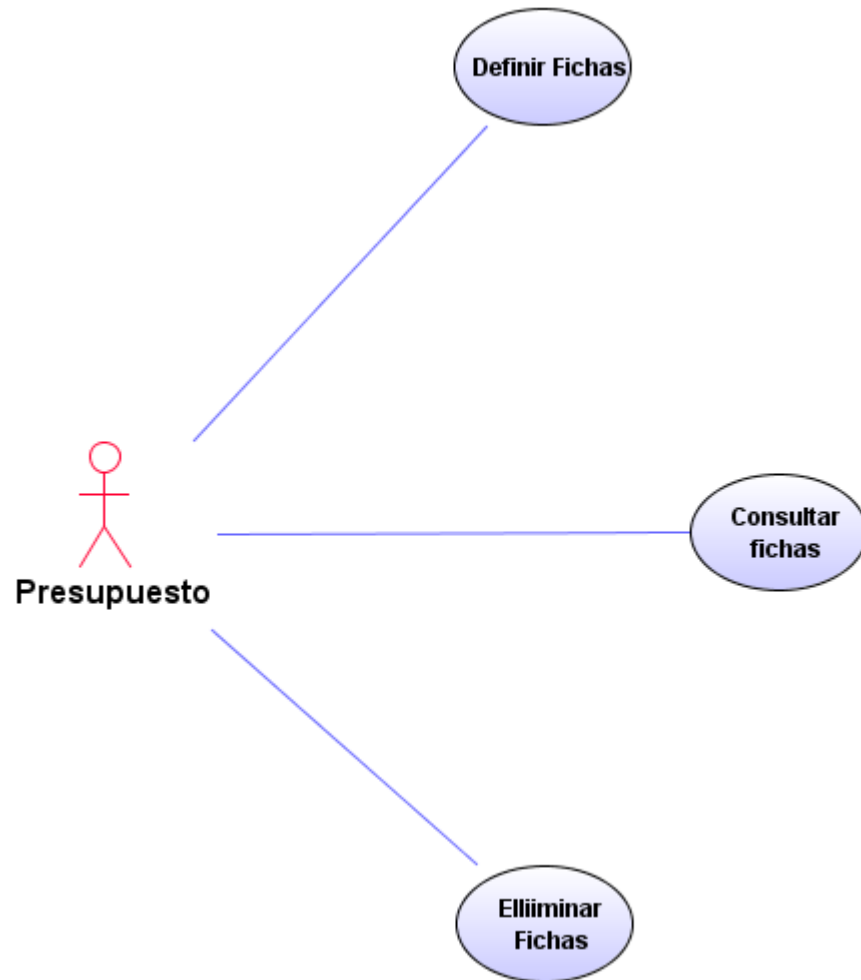 Definir Fichas
Consultar
fichas
Presupuesto
Elliiminar
Fichas